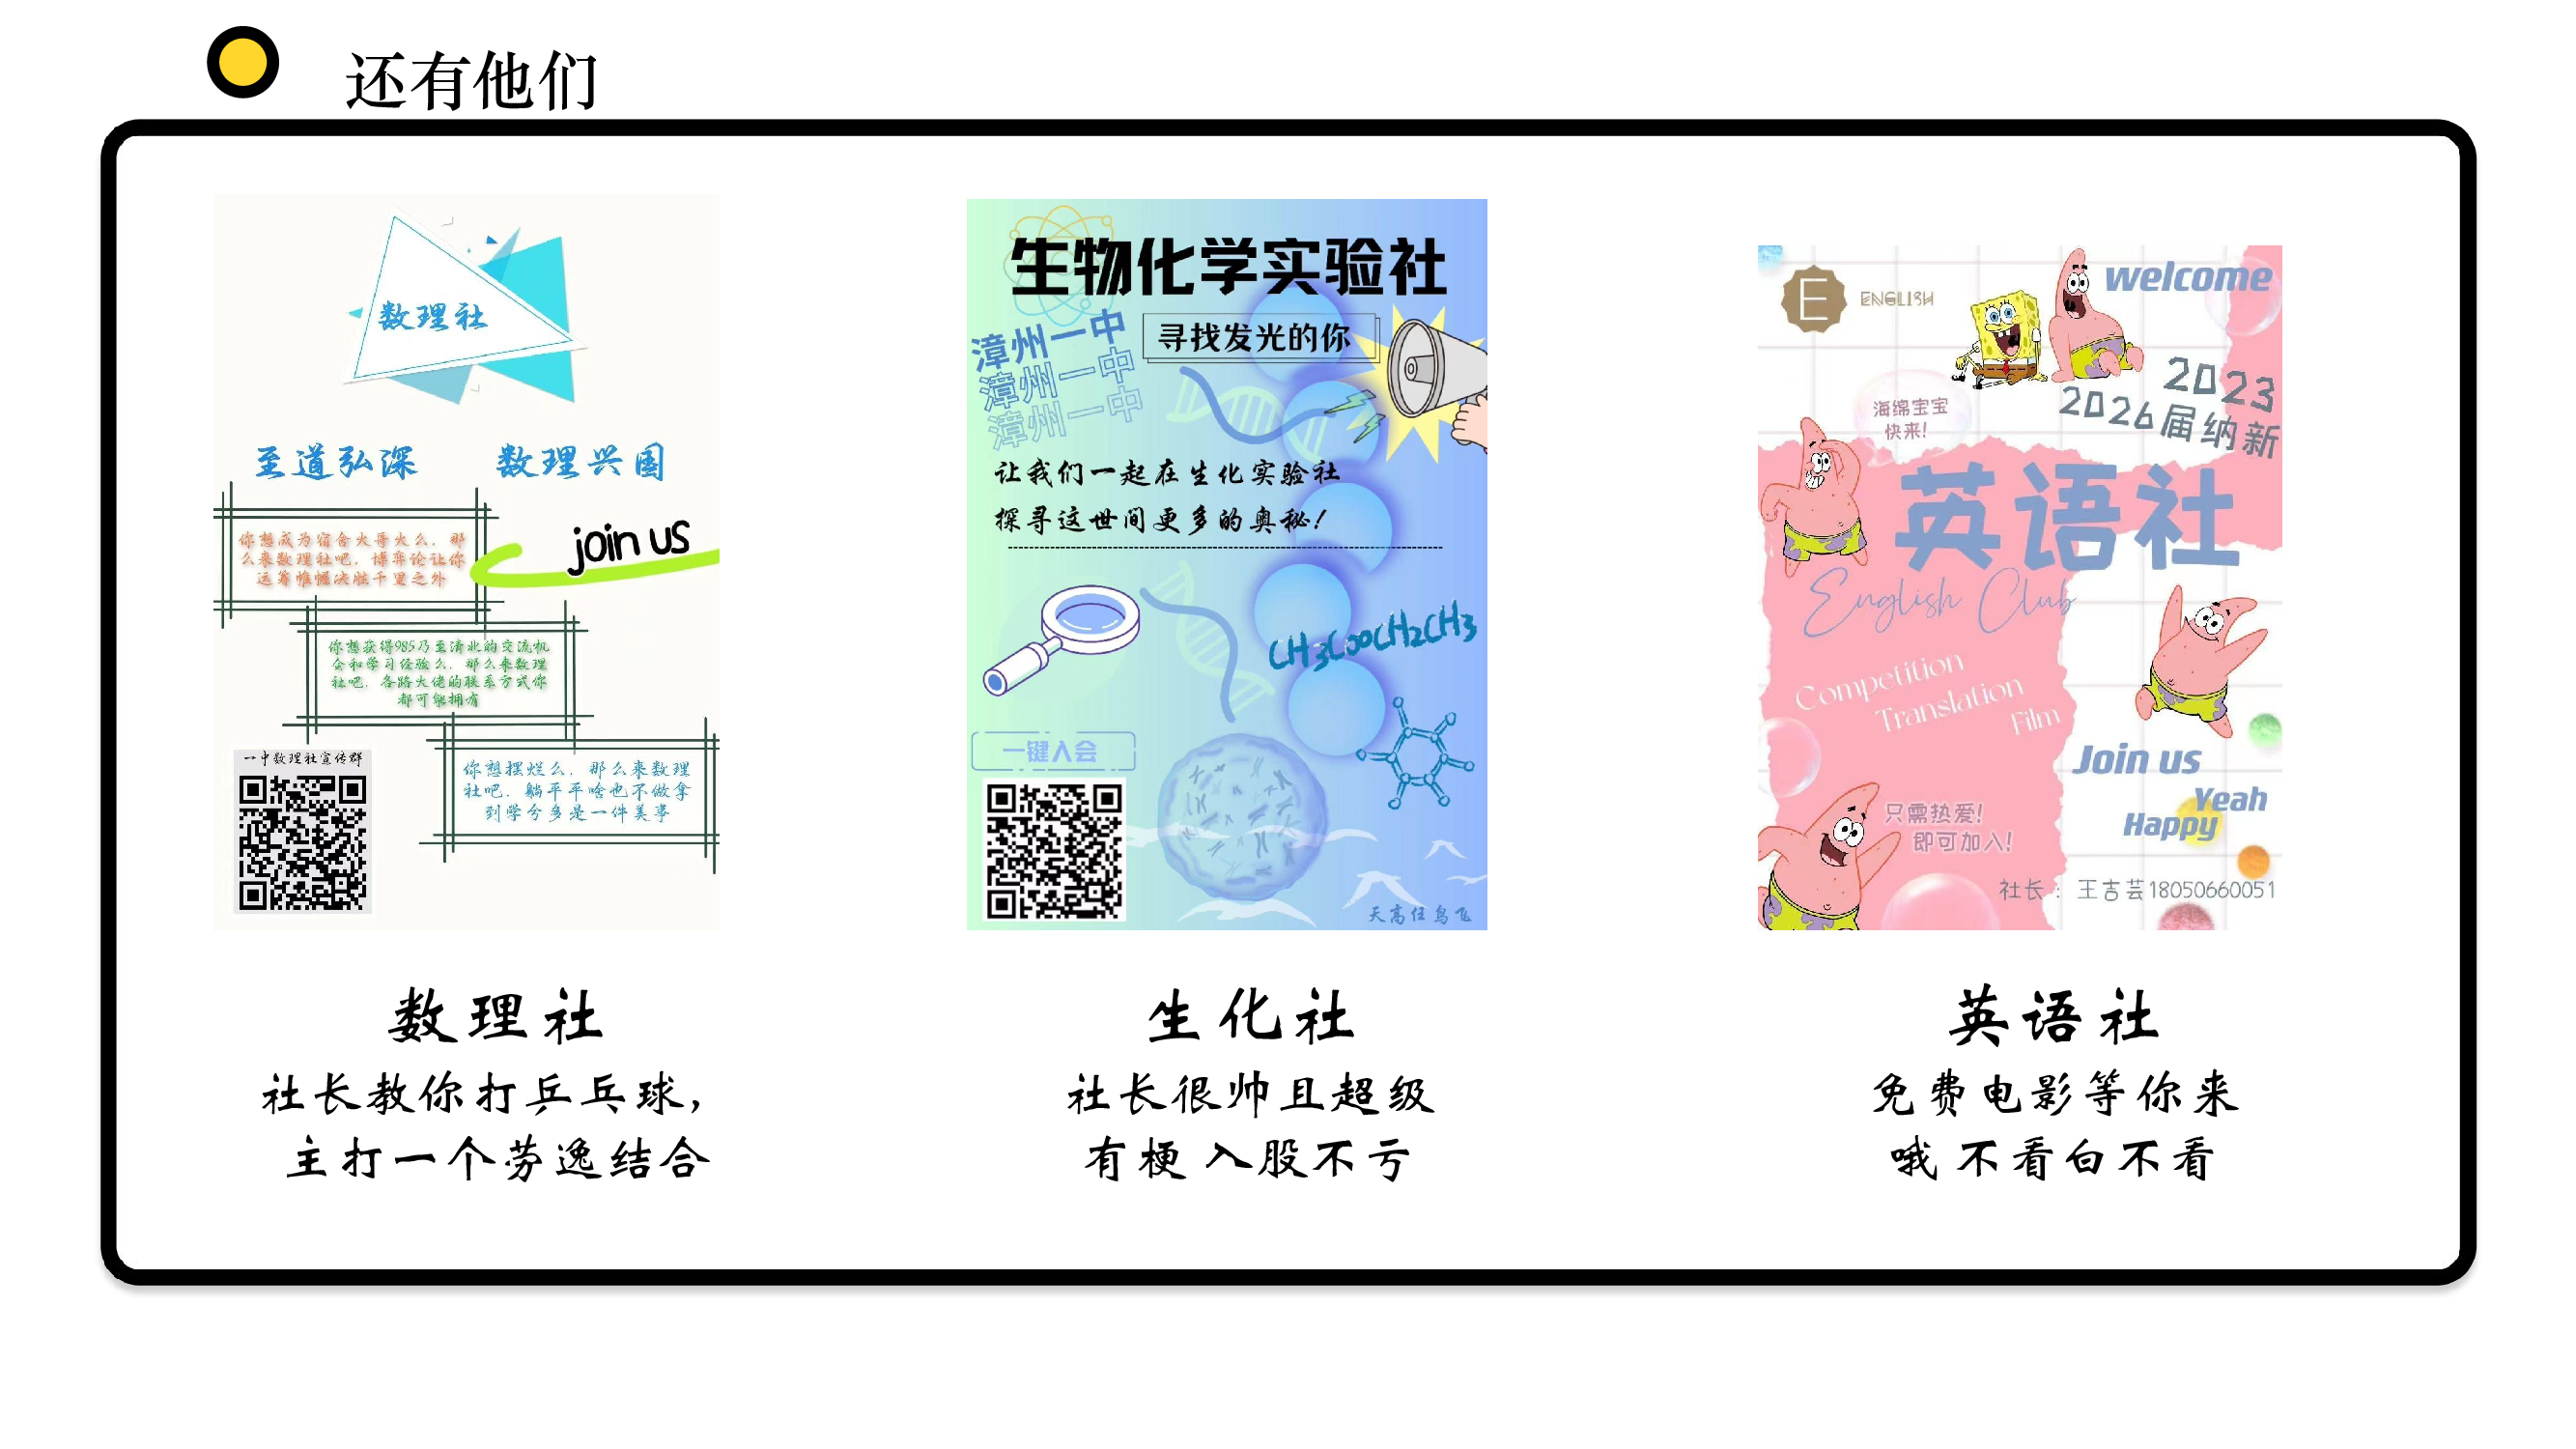 还有他们
数理社
至道弘深 数理兴国
你想成为宿舍大哥大么，那
么来数理社吧，博弈论让你
运筹帷幄决胜千里之外
join us
你想获得985乃至清北的交流机
会和学习经验么，那么来数理
社吧，各路大佬的联系方式你
都可能拥有
你想摆烂么，那么来数理
社吧，躺平平啥也不做拿
到学分多是一件美事
一中数理社宣传群
生物化学实验社
漳州一中
漳州一中
漳州一中
寻找发光的你
让我们一起在生化实验社
探寻这世间更多的奥秘!
CH3COOCH2CH3
一键入会
天高任鸟飞
E ENGLISH
welcome
2023
2026届纳新
海绵宝宝
快来!
英语社
English Club
Competition
Translation
Film
Join us
Yeah
Happy
只需热爱!
即可加入!
社长：王吉芸18050660051
数理社
社长教你打乒乓球，
主打一个劳逸结合
生化社
社长很帅且超级
有梗 入股不亏
英语社
免费电影等你来
哦 不看白不看